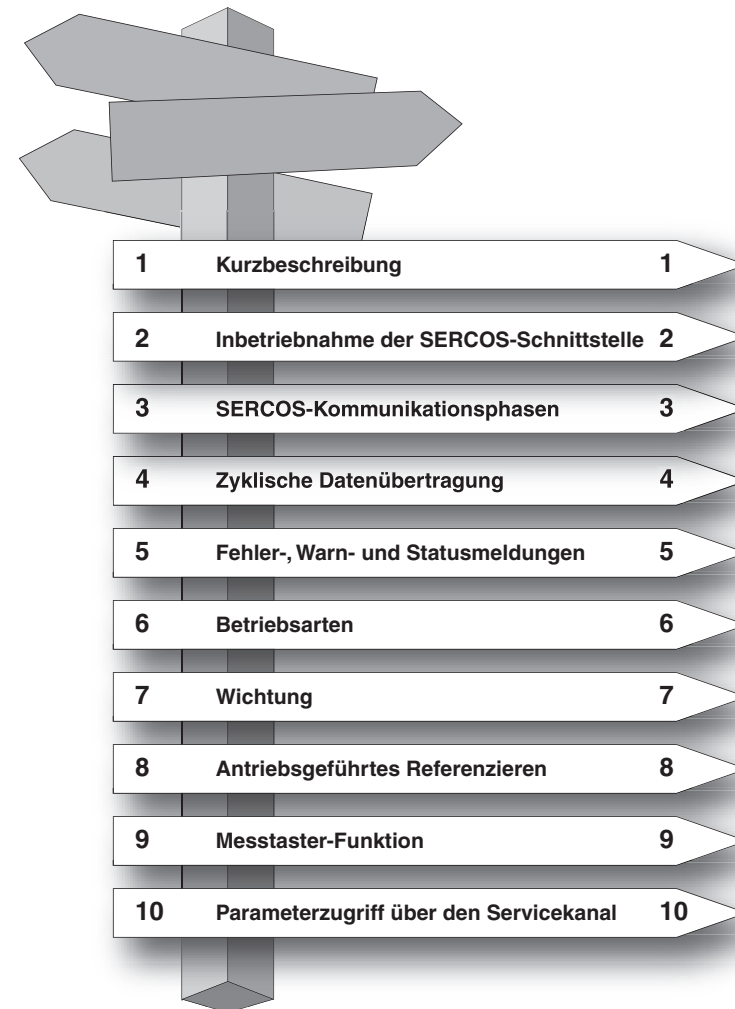 1 Kurzbeschreibung 1
2 Inbetriebnahme der SERCOS-Schnittstelle 2
3 SERCOS-Kommunikationsphasen 3
4 Zyklische Datenübertragung 4
5 Fehler-, Warn- und Statusmeldungen 5
6 Betriebsarten 6
7 Wichtung 7
8 Antriebsgeführtes Referenzieren 8
9 Messtaster-Funktion 9
10 Parameterzugriff über den Servicekanal 10